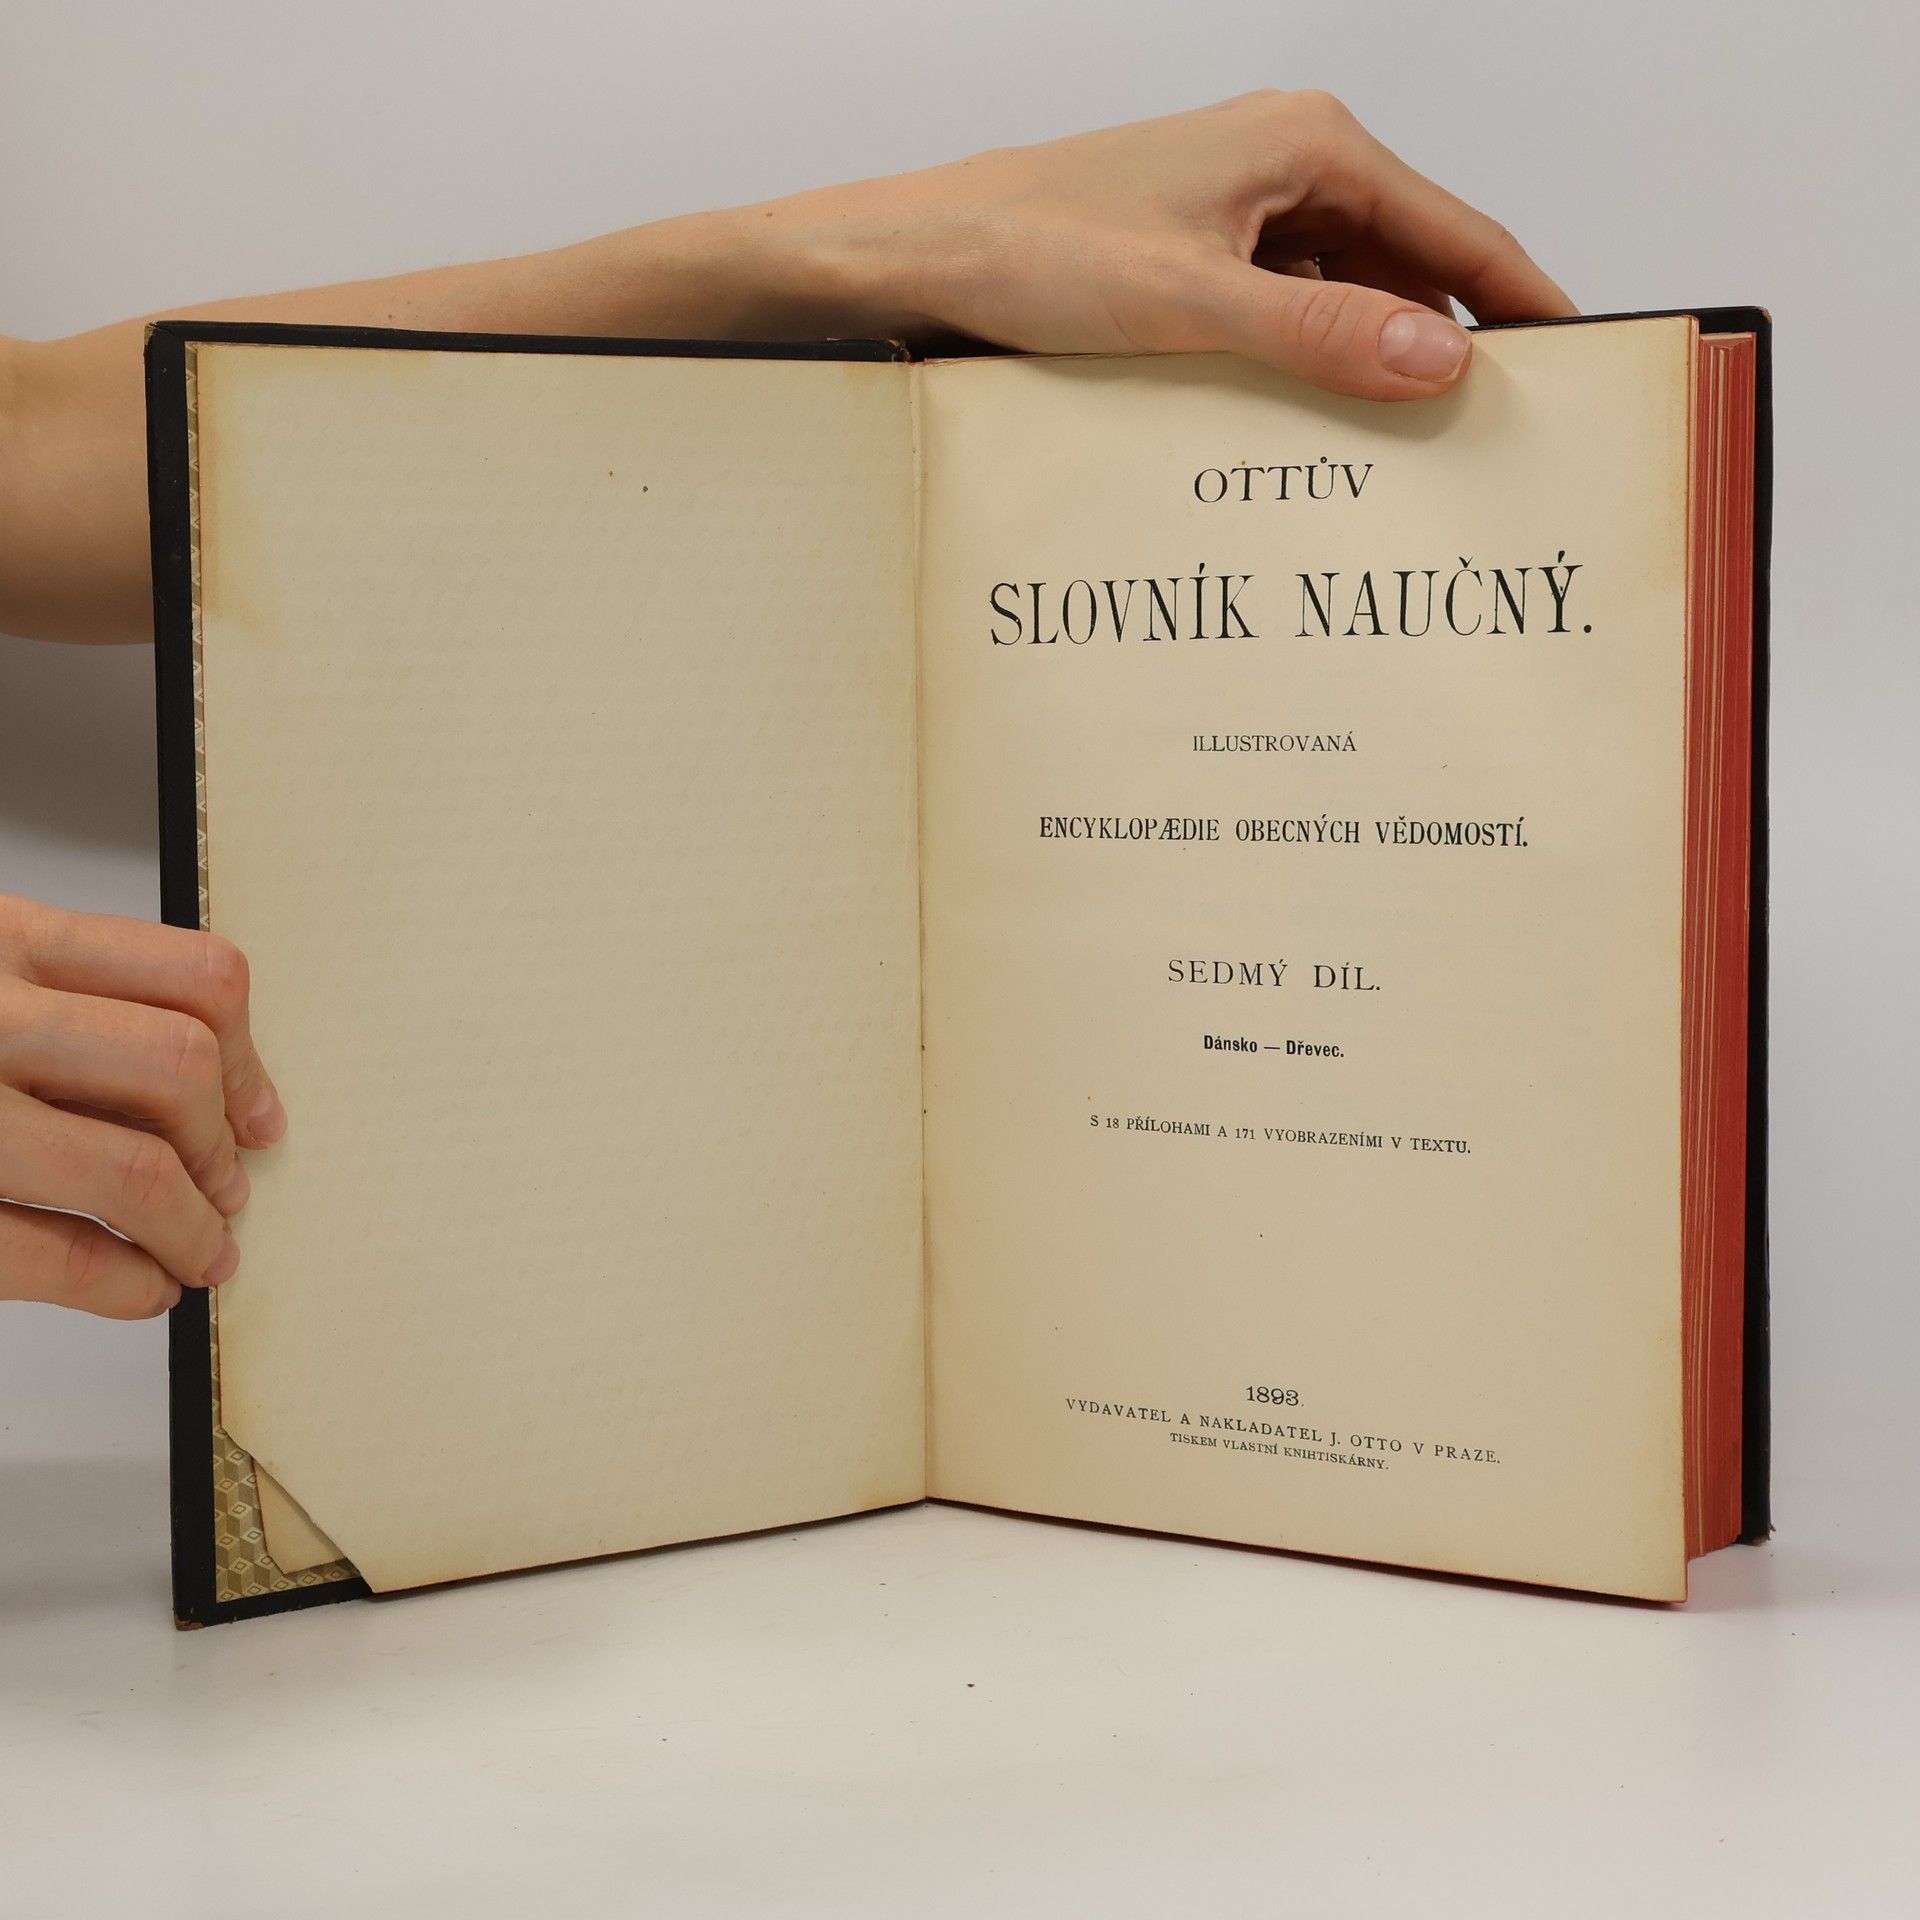 OTTŮV
SLOVNÍK NAUČNÝ.
ILLUSTROVANÁ
ENCYKLOPÆDIE OBECNÝCH VĚDOMOSTÍ.
SEDMÝ DÍL.
Dánsko — Dřevec.
S 18 PŘÍLOHAMI A 171 VYOBRAZENÍMI V TEXTU.
1893.
VYDAVATEL A NAKLADATEL J. OTTO V PRAZE.
TISKEM VLASTNÍ KNIHTISKÁRNY.